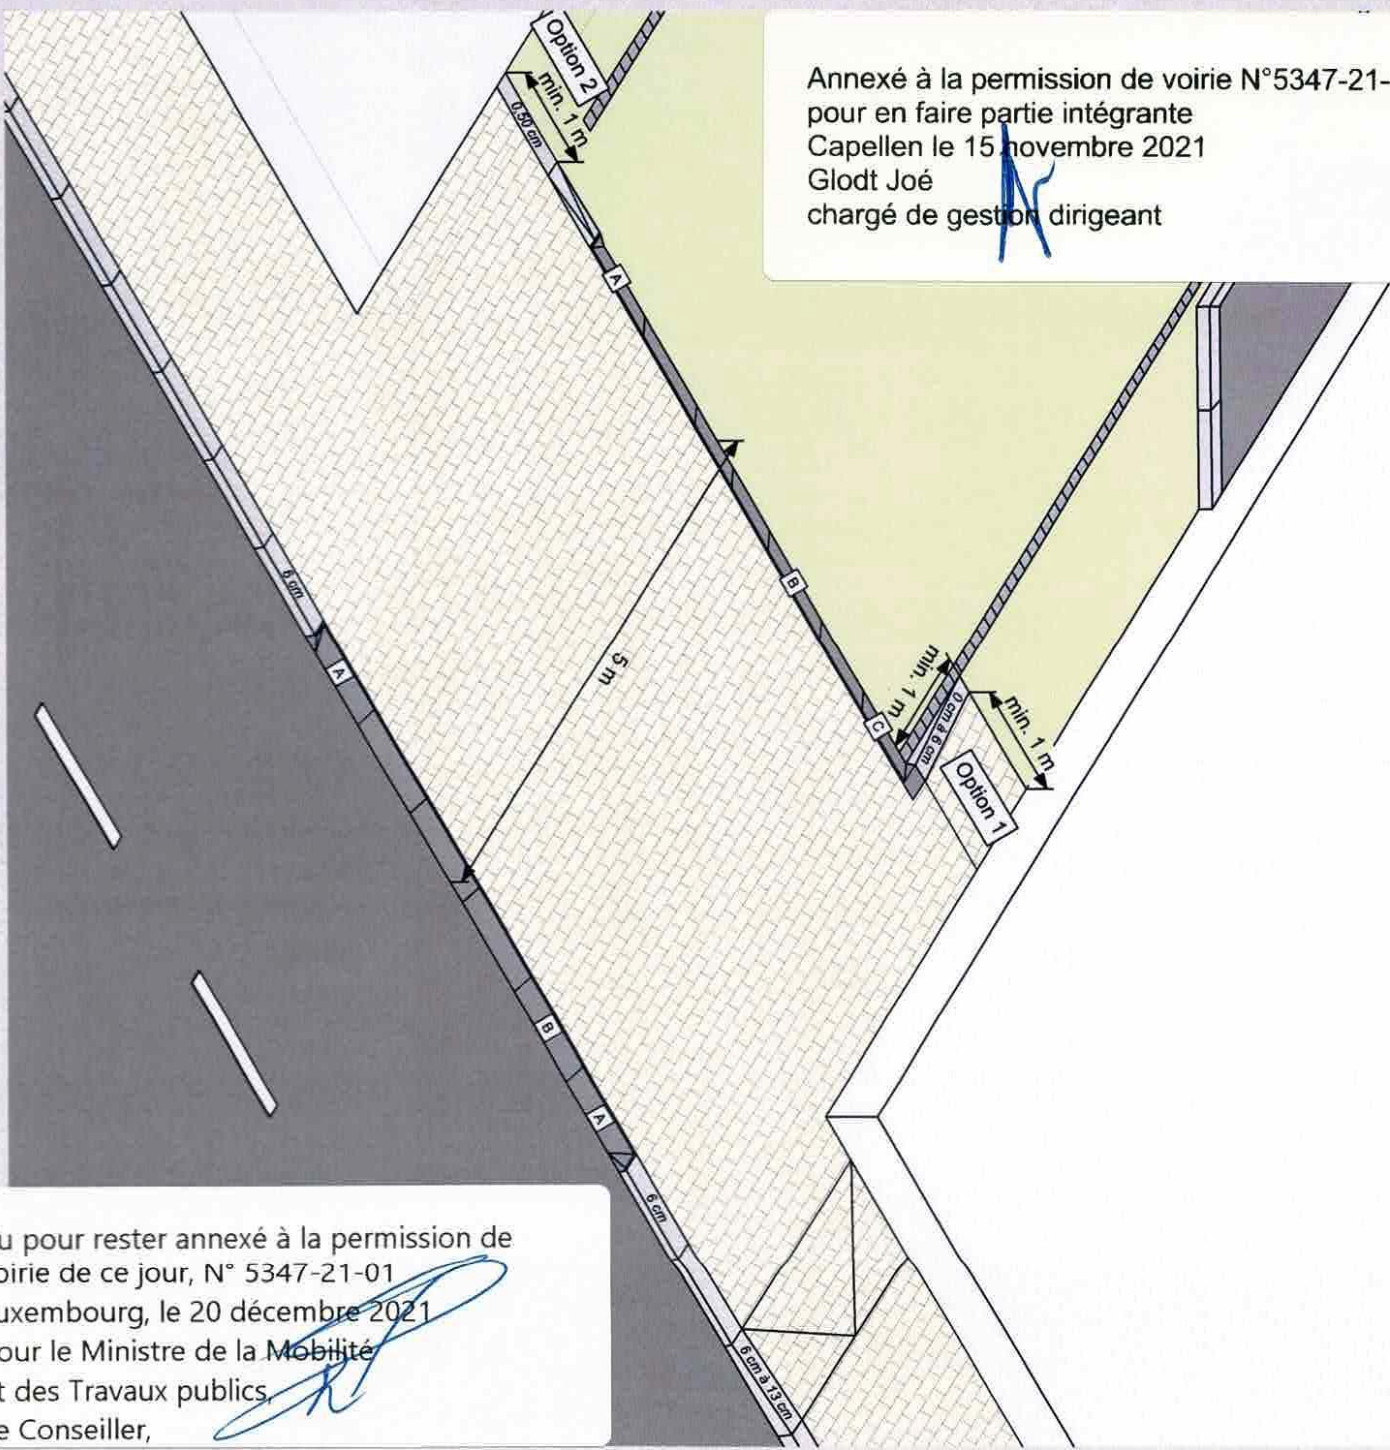 Option 2
min. 1 m
0,50 cm
Annexé à la permission de voirie N°5347-21-
pour en faire partie intégrante
Capellen le 15 novembre 2021
Glodt Joé
chargé de gestion dirigeant
A
B
C
5 m
min. 1 m
0 cm à 6 cm
min. 1 m
Option 1
6 cm
A
B
A
6 cm
6 cm à 13 cm
u pour rester annexé à la permission de
oirie de ce jour, N° 5347-21-01
uxembourg, le 20 décembre 2021
our le Ministre de la Mobilité
t des Travaux publics,
e Conseiller,